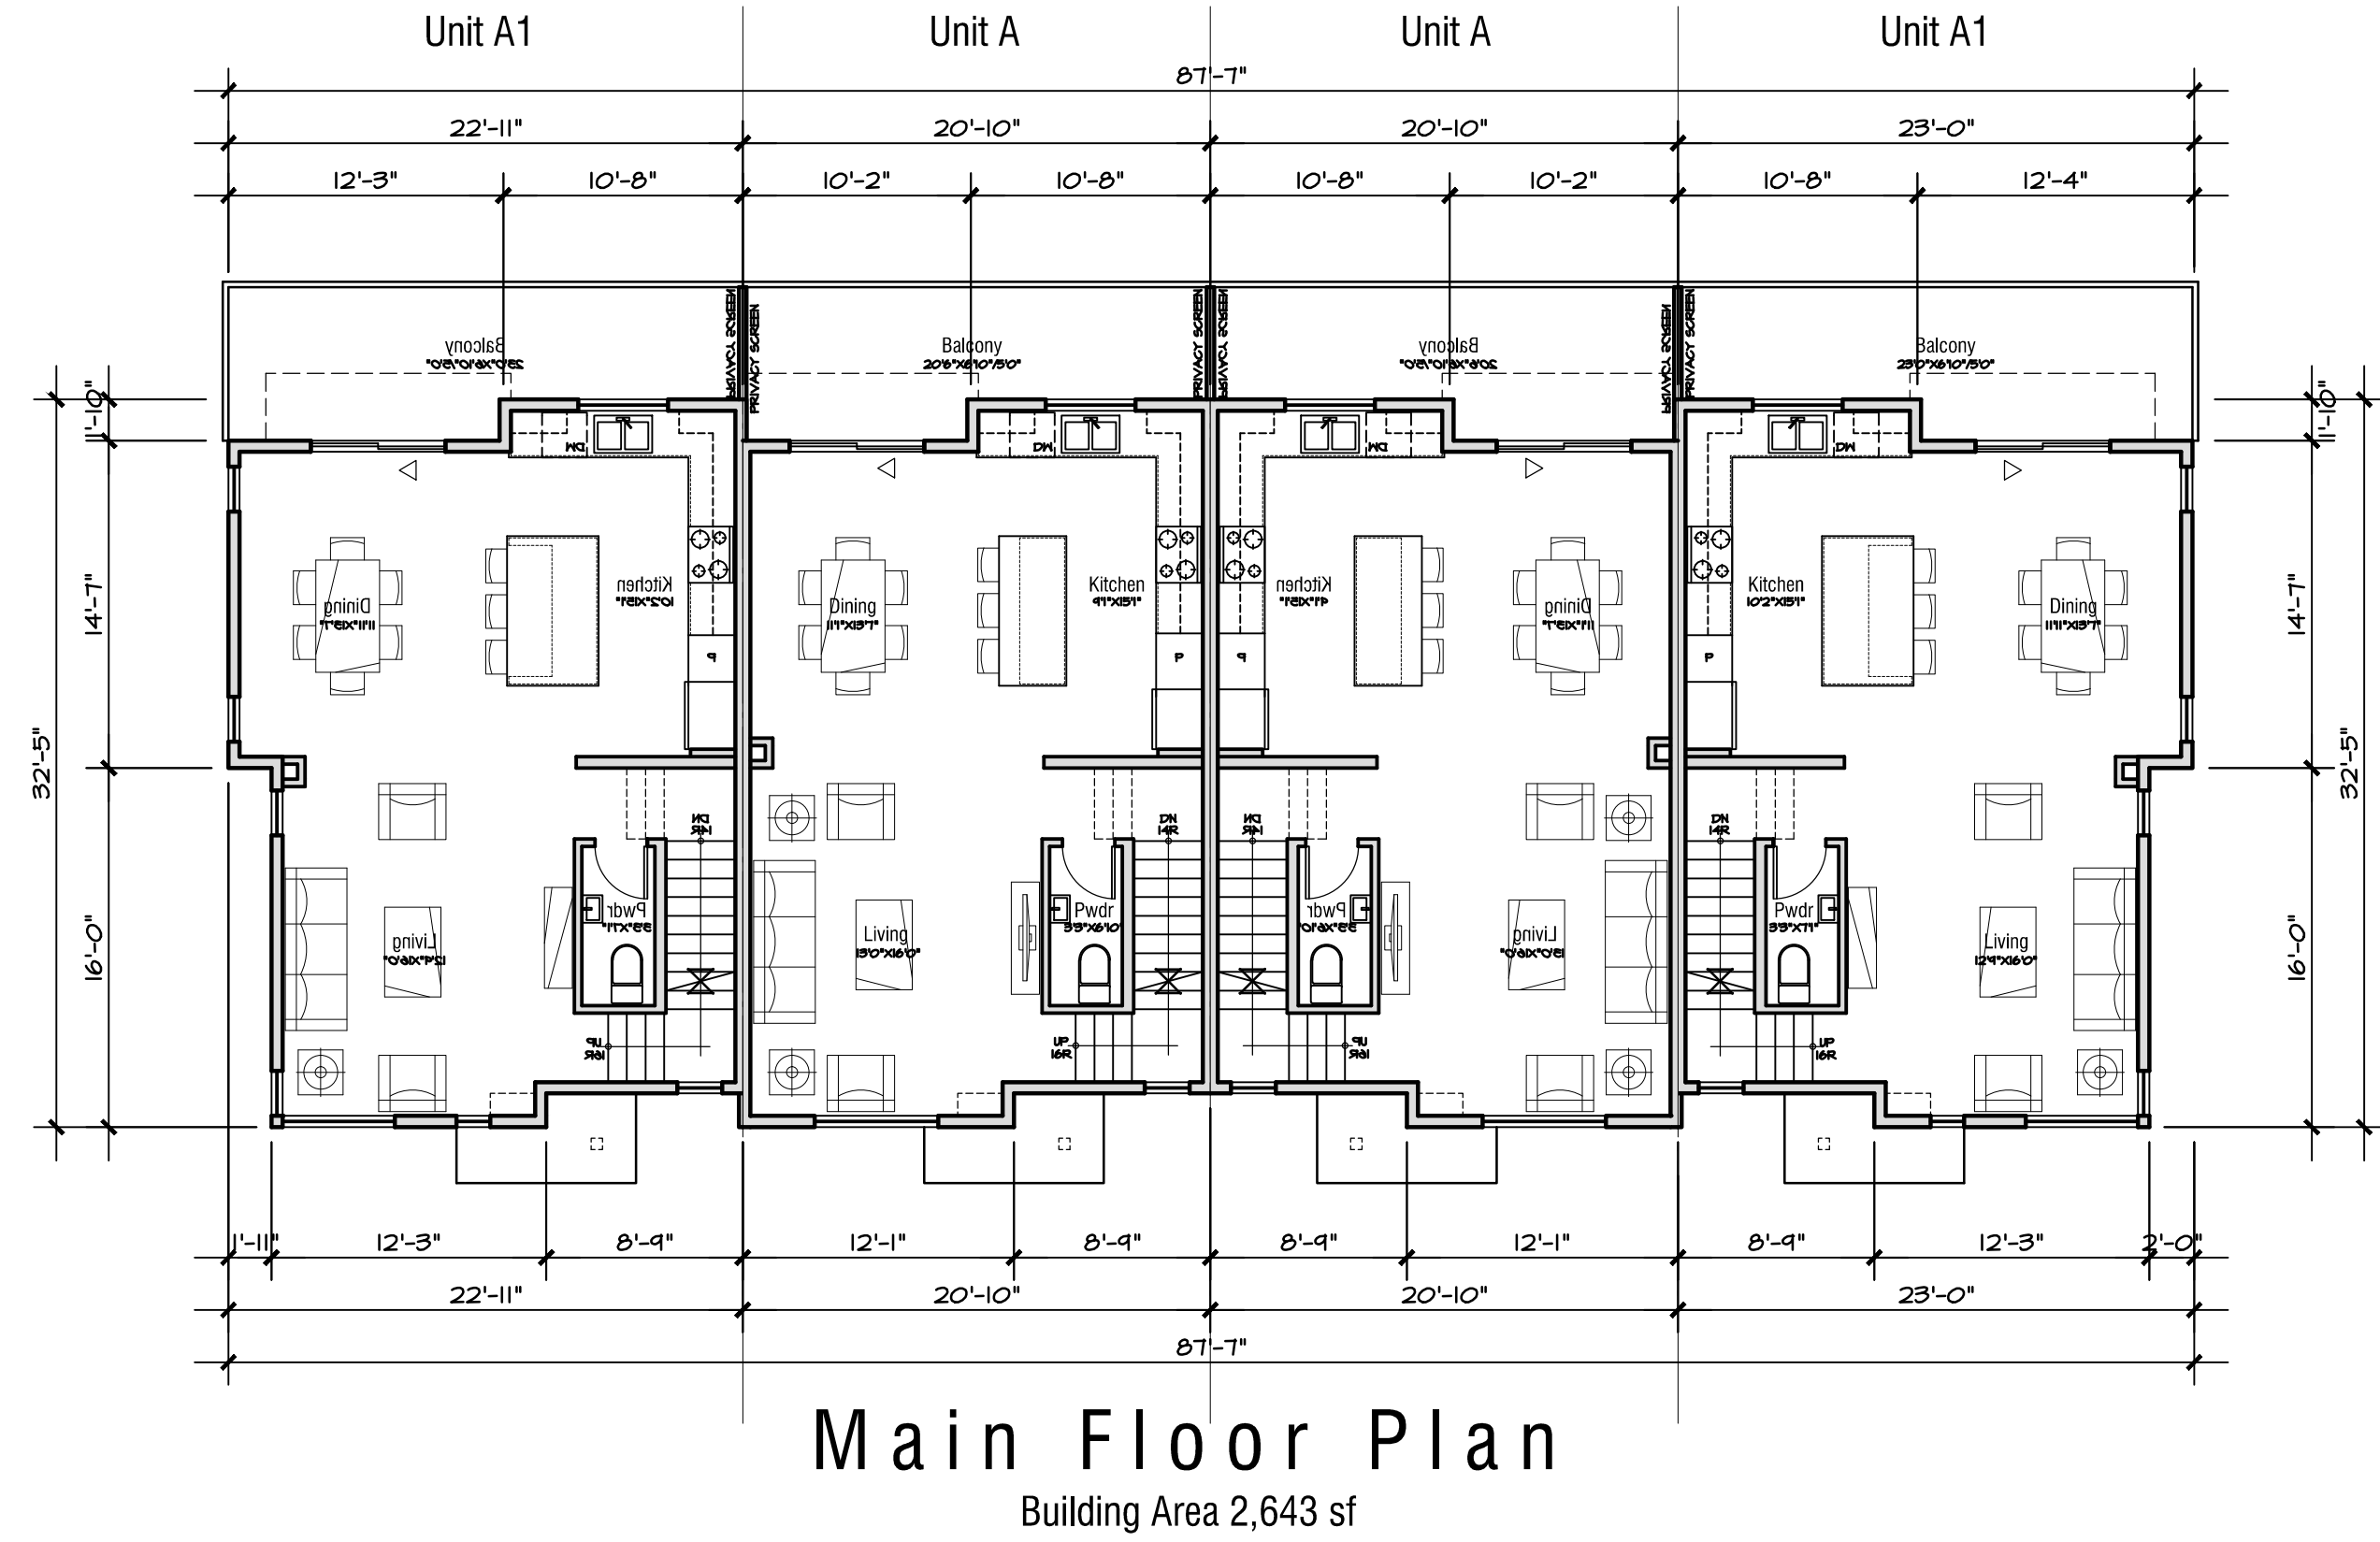 Unit A1 Unit A Unit A Unit A1
87'-7"
22'-11" 20'-10" 20'-10" 23'-0"
12'-3" 10'-8" 10'-2" 10'-8" 10'-8" 10'-2" 10'-8" 12'-4"
PRIVACY SCREEN PRIVACY SCREEN PRIVACY SCREEN PRIVACY SCREEN PRIVACY SCREEN PRIVACY SCREEN
Balcony Balcony Balcony Balcony
23'0"X6'10"/5'0" 20'6"X6'10"/5'0" 20'6"X6'10"/5'0" 23'0"X6'10"/5'0"
1'-10" 1'-10"
DW DW DW DW
14'-7" 14'-7"
Kitchen Kitchen Kitchen Kitchen
10'2"X15'1" 9'1"X15'1" 9'1"X15'1" 10'2"X15'1"
Dining Dining Dining Dining
11'11"X13'7" 11'1"X13'7" 11'1"X13'7" 11'11"X13'7"
P P P P
32'-5" 32'-5"
DN DN DN DN
14R 14R 14R 14R
Pwdr Pwdr Pwdr Pwdr
3'3"X7'1" 3'3"X6'10" 3'3"X6'10" 3'3"X7'1"
Living Living Living Living
12'9"X16'0" 13'0"X16'0" 13'0"X16'0" 12'9"X16'0"
16'-0" 16'-0"
UP UP UP UP
16R 16R 16R 16R
1'-11" 12'-3" 8'-9" 12'-1" 8'-9" 8'-9" 12'-1" 8'-9" 12'-3" 2'-0"
22'-11" 20'-10" 20'-10" 23'-0"
87'-7"
Main Floor Plan
Building Area 2,643 sf